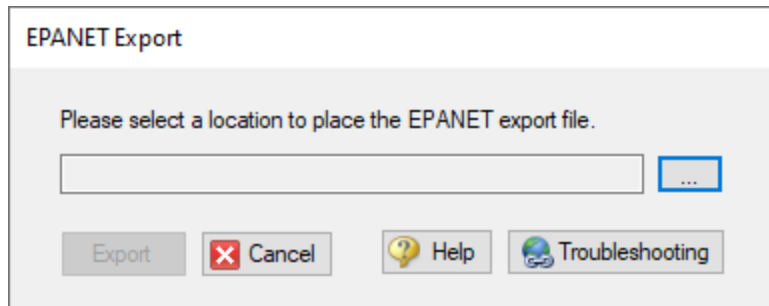 EPANET Export
Please select a location to place the EPANET export file.
...
Export Cancel Help Troubleshooting